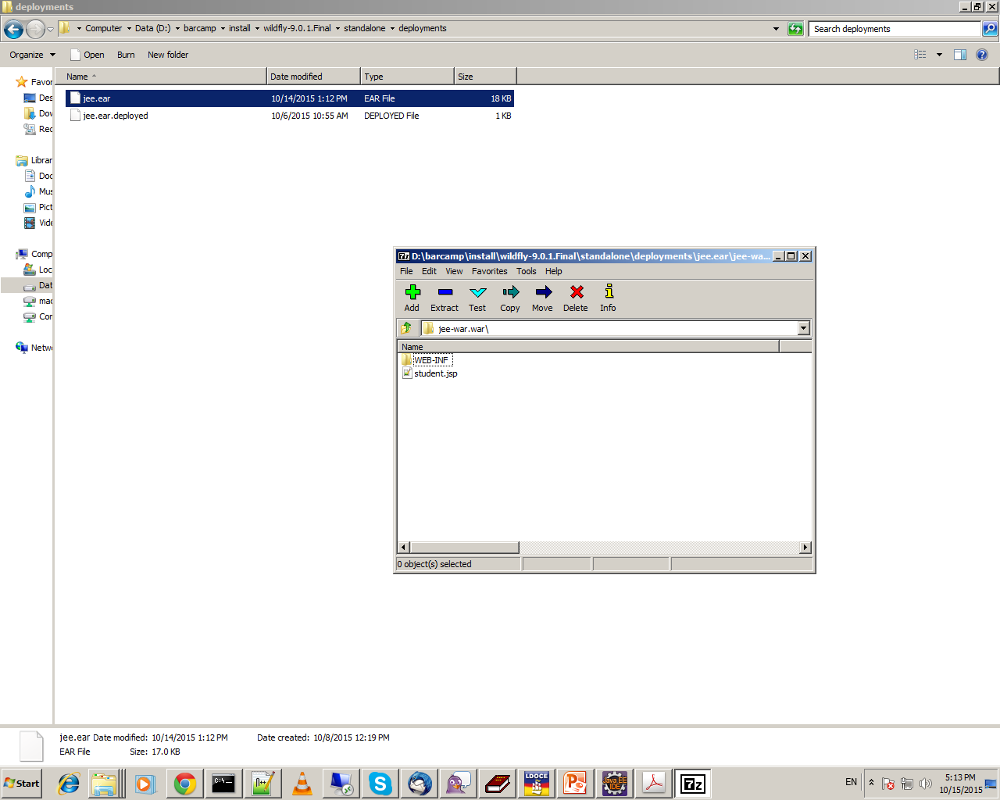 deployments
Computer Data (D:) barcamp install wildfly-9.0.1.Final standalone deployments
Search deployments
Organize Open Burn New folder
Name Date modified Type Size
jee.ear 10/14/2015 1:12 PM EAR File 18 KB
jee.ear.deployed 10/6/2015 10:55 AM DEPLOYED File 1 KB
Favor
Des
Dov
Rec
Librar
Doc
Mus
Pict
Vide
Comp
Loc
Dat
mac
Cor
Netw
7z D:\barcamp\install\wildfly-9.0.1.Final\standalone\deployments\jee.ear\jee-wa...
File Edit View Favorites Tools Help
Add Extract Test Copy Move Delete Info
jee-war.war\
Name
WEB-INF
student.jsp
0 object(s) selected
jee.ear Date modified: 10/14/2015 1:12 PM Date created: 10/8/2015 12:19 PM
EAR File Size: 17.0 KB
Start
C:\-
LDOCE
Java EE
IDE
7z
EN
5:13 PM
10/15/2015